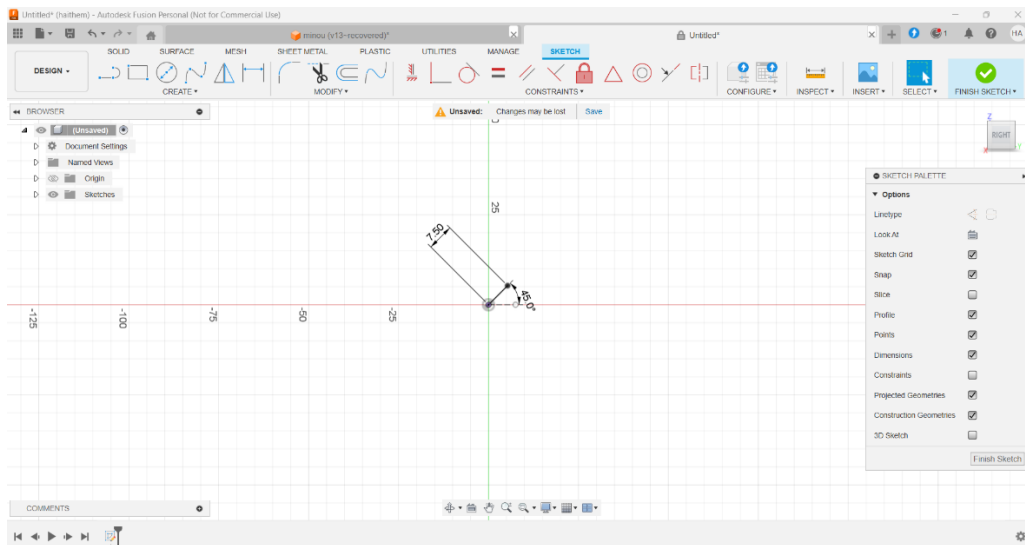 Untitled* (haithem) - Autodesk Fusion Personal (Not for Commercial Use)
minou (v13~recovered)*
Untitled*
1
HA
SOLID SURFACE MESH SHEET METAL PLASTIC UTILITIES MANAGE SKETCH
DESIGN
CREATE MODIFY CONSTRAINTS CONFIGURE INSPECT INSERT SELECT FINISH SKETCH
BROWSER
Unsaved: Changes may be lost Save
(Unsaved)
Document Settings
Named Views
Origin
Sketches
Z
RIGHT
X
Y
SKETCH PALETTE
Options
Linetype
Look At
Sketch Grid
Snap
Slice
Profile
Points
Dimensions
Constraints
Projected Geometries
Construction Geometries
3D Sketch
Finish Sketch
25
7.50
45.0°
-125
-100
-75
-50
-25
COMMENTS